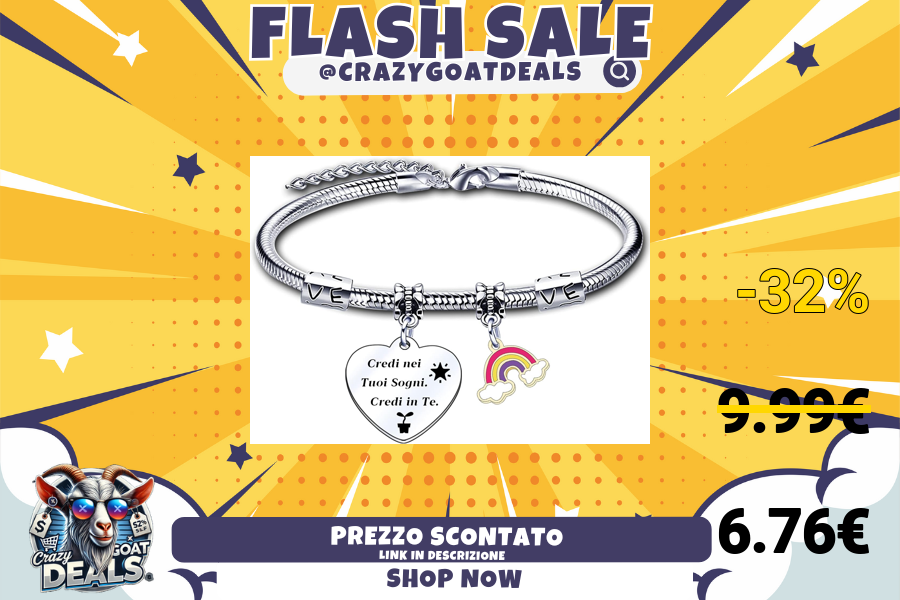 FLASH SALE
@CRAZYGOATDEALS
VE
VE
Credi nei
Tuoi Sogni.
Credi in Te.
-32%
9.99€
6.76€
PREZZO SCONTATO
LINK IN DESCRIZIONE
SHOP NOW
$
52%
Crazy
GOAT
DEALS